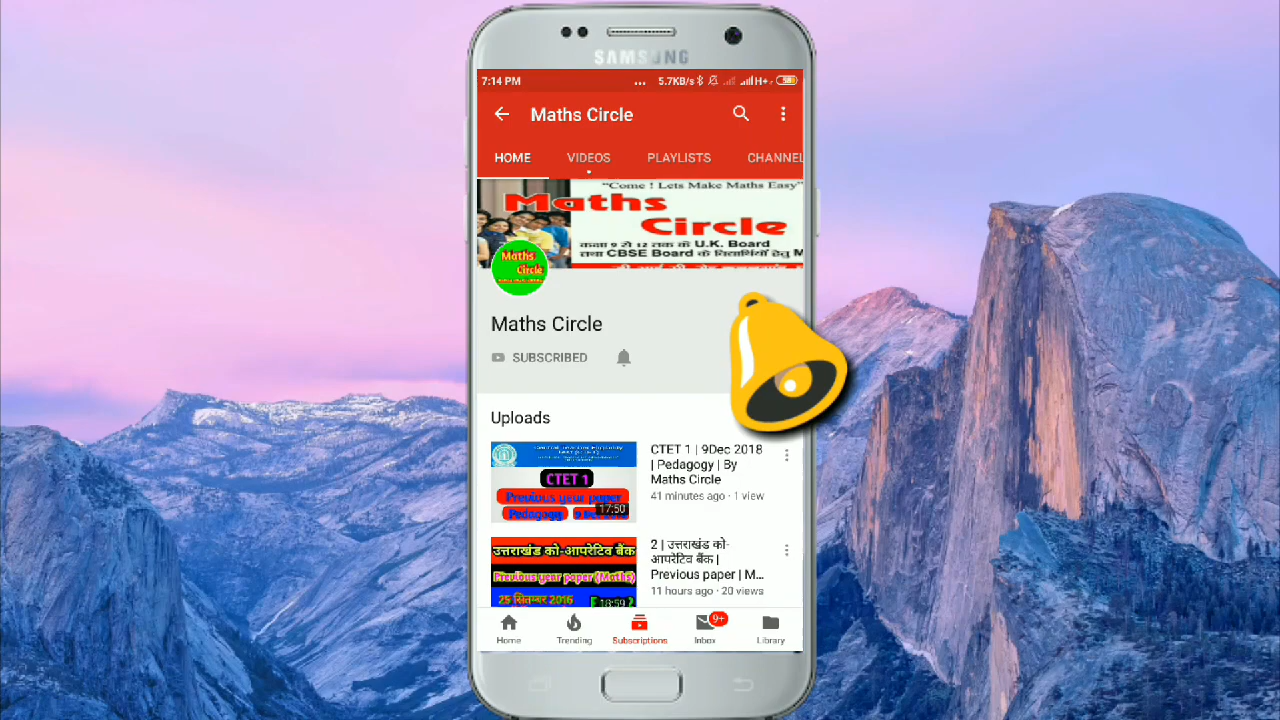 SAMSUNG
7:14 PM ... 5.7KB/s H+ 58
Maths Circle
HOME VIDEOS PLAYLISTS CHANNEL
"Come ! Lets Make Maths Easy"
Maths
Circle
कक्षा 9 से 12 तक के U.K. Board
तथा CBSE Board के विद्यार्थियों हेतु M
Maths
Circle
Maths Circle
SUBSCRIBED
Uploads
CTET 1
Previous year paper
Pedagogy
17:50
CTET 1 | 9Dec 2018
| Pedagogy | By
Maths Circle
41 minutes ago · 1 view
उत्तराखंड को-आपरेटिव बैंक
Previous year paper (Maths)
25 सितम्बर 2016
18:59
2 | उत्तराखंड को-
आपरेटिव बैंक |
Previous paper | M...
11 hours ago · 20 views
9+
Home Trending Subscriptions Inbox Library